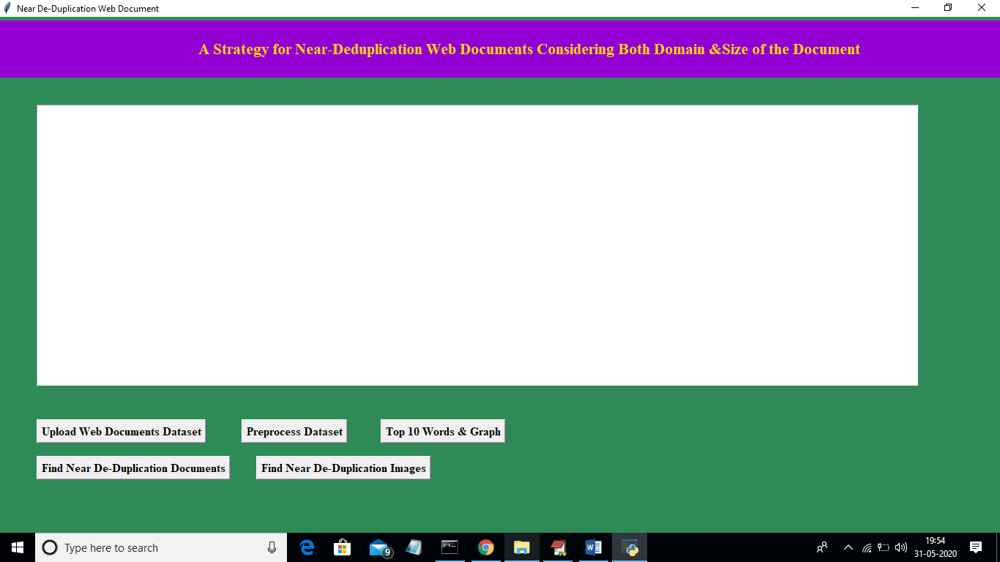 Near De-Duplication Web Document
A Strategy for Near-Deduplication Web Documents Considering Both Domain &Size of the Document
Upload Web Documents Dataset
Preprocess Dataset
Top 10 Words & Graph
Find Near De-Duplication Documents
Find Near De-Duplication Images
Type here to search
9
19:54
31-05-2020